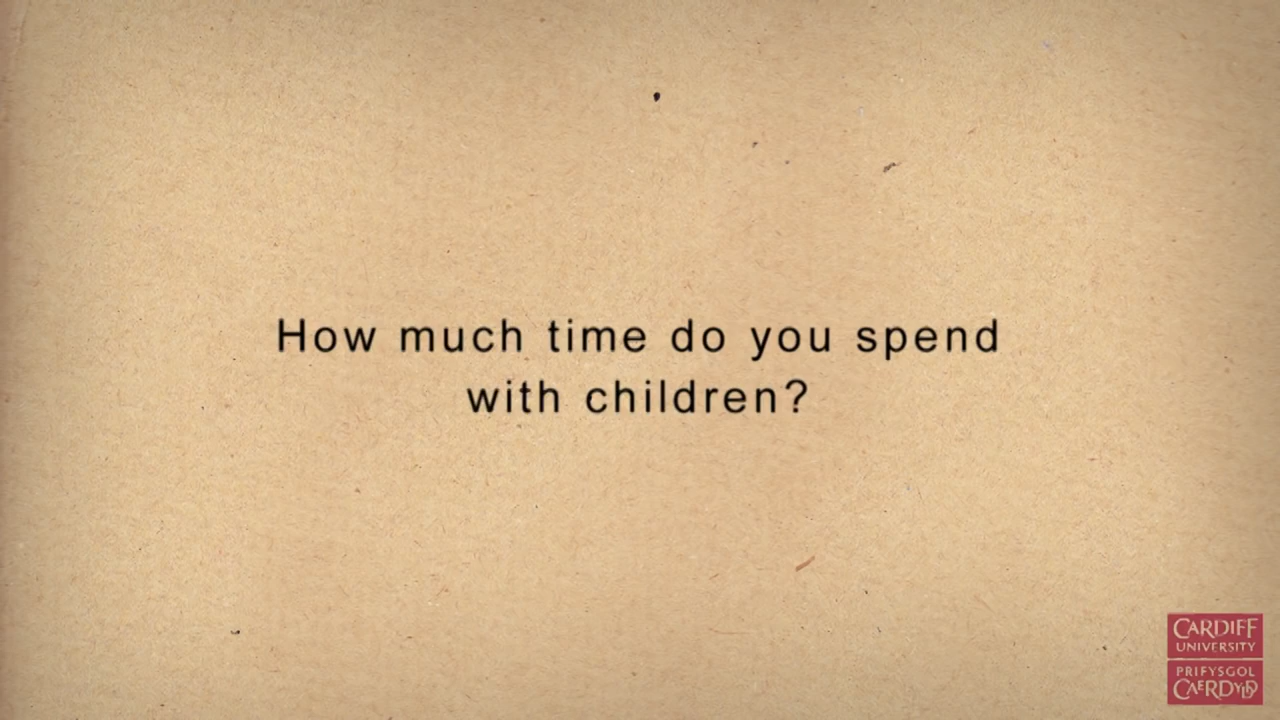 How much time do you spend
with children?
CARDIFF
UNIVERSITY
PRIFYSGOL
CAERDYDD